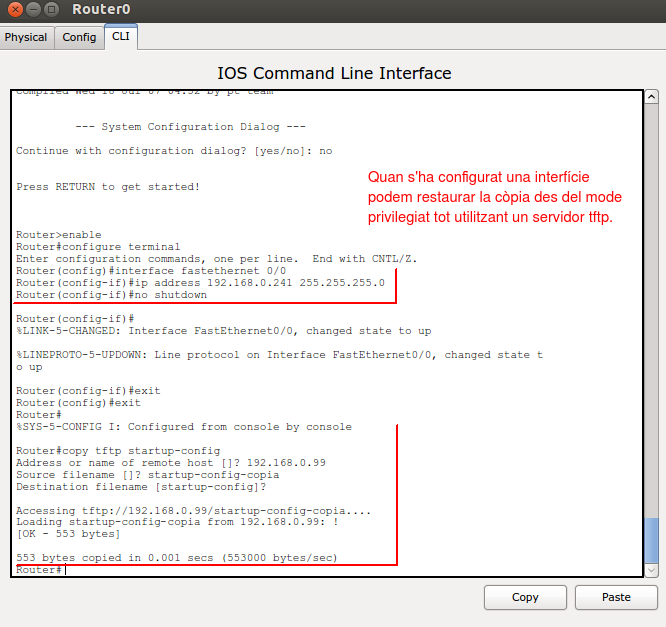 Router0
Physical Config CLI
IOS Command Line Interface
Compiled Wed 18-Jul-07 04:52 by pt_team
--- System Configuration Dialog ---
Continue with configuration dialog? [yes/no]: no
Press RETURN to get started!
Quan s'ha configurat una interfície
podem restaurar la còpia des del mode
privilegiat tot utilitzant un servidor tftp.
Router>enable
Router#configure terminal
Enter configuration commands, one per line.  End with CNTL/Z.
Router(config)#interface fastethernet 0/0
Router(config-if)#ip address 192.168.0.241 255.255.255.0
Router(config-if)#no shutdown
Router(config-if)#
%LINK-5-CHANGED: Interface FastEthernet0/0, changed state to up
%LINEPROTO-5-UPDOWN: Line protocol on Interface FastEthernet0/0, changed state t
o up
Router(config-if)#exit
Router(config)#exit
Router#
%SYS-5-CONFIG_I: Configured from console by console
Router#copy tftp startup-config
Address or name of remote host []? 192.168.0.99
Source filename []? startup-config-copia
Destination filename [startup-config]?
Accessing tftp://192.168.0.99/startup-config-copia....
Loading startup-config-copia from 192.168.0.99: !
[OK - 553 bytes]
553 bytes copied in 0.001 secs (553000 bytes/sec)
Router#
Copy Paste